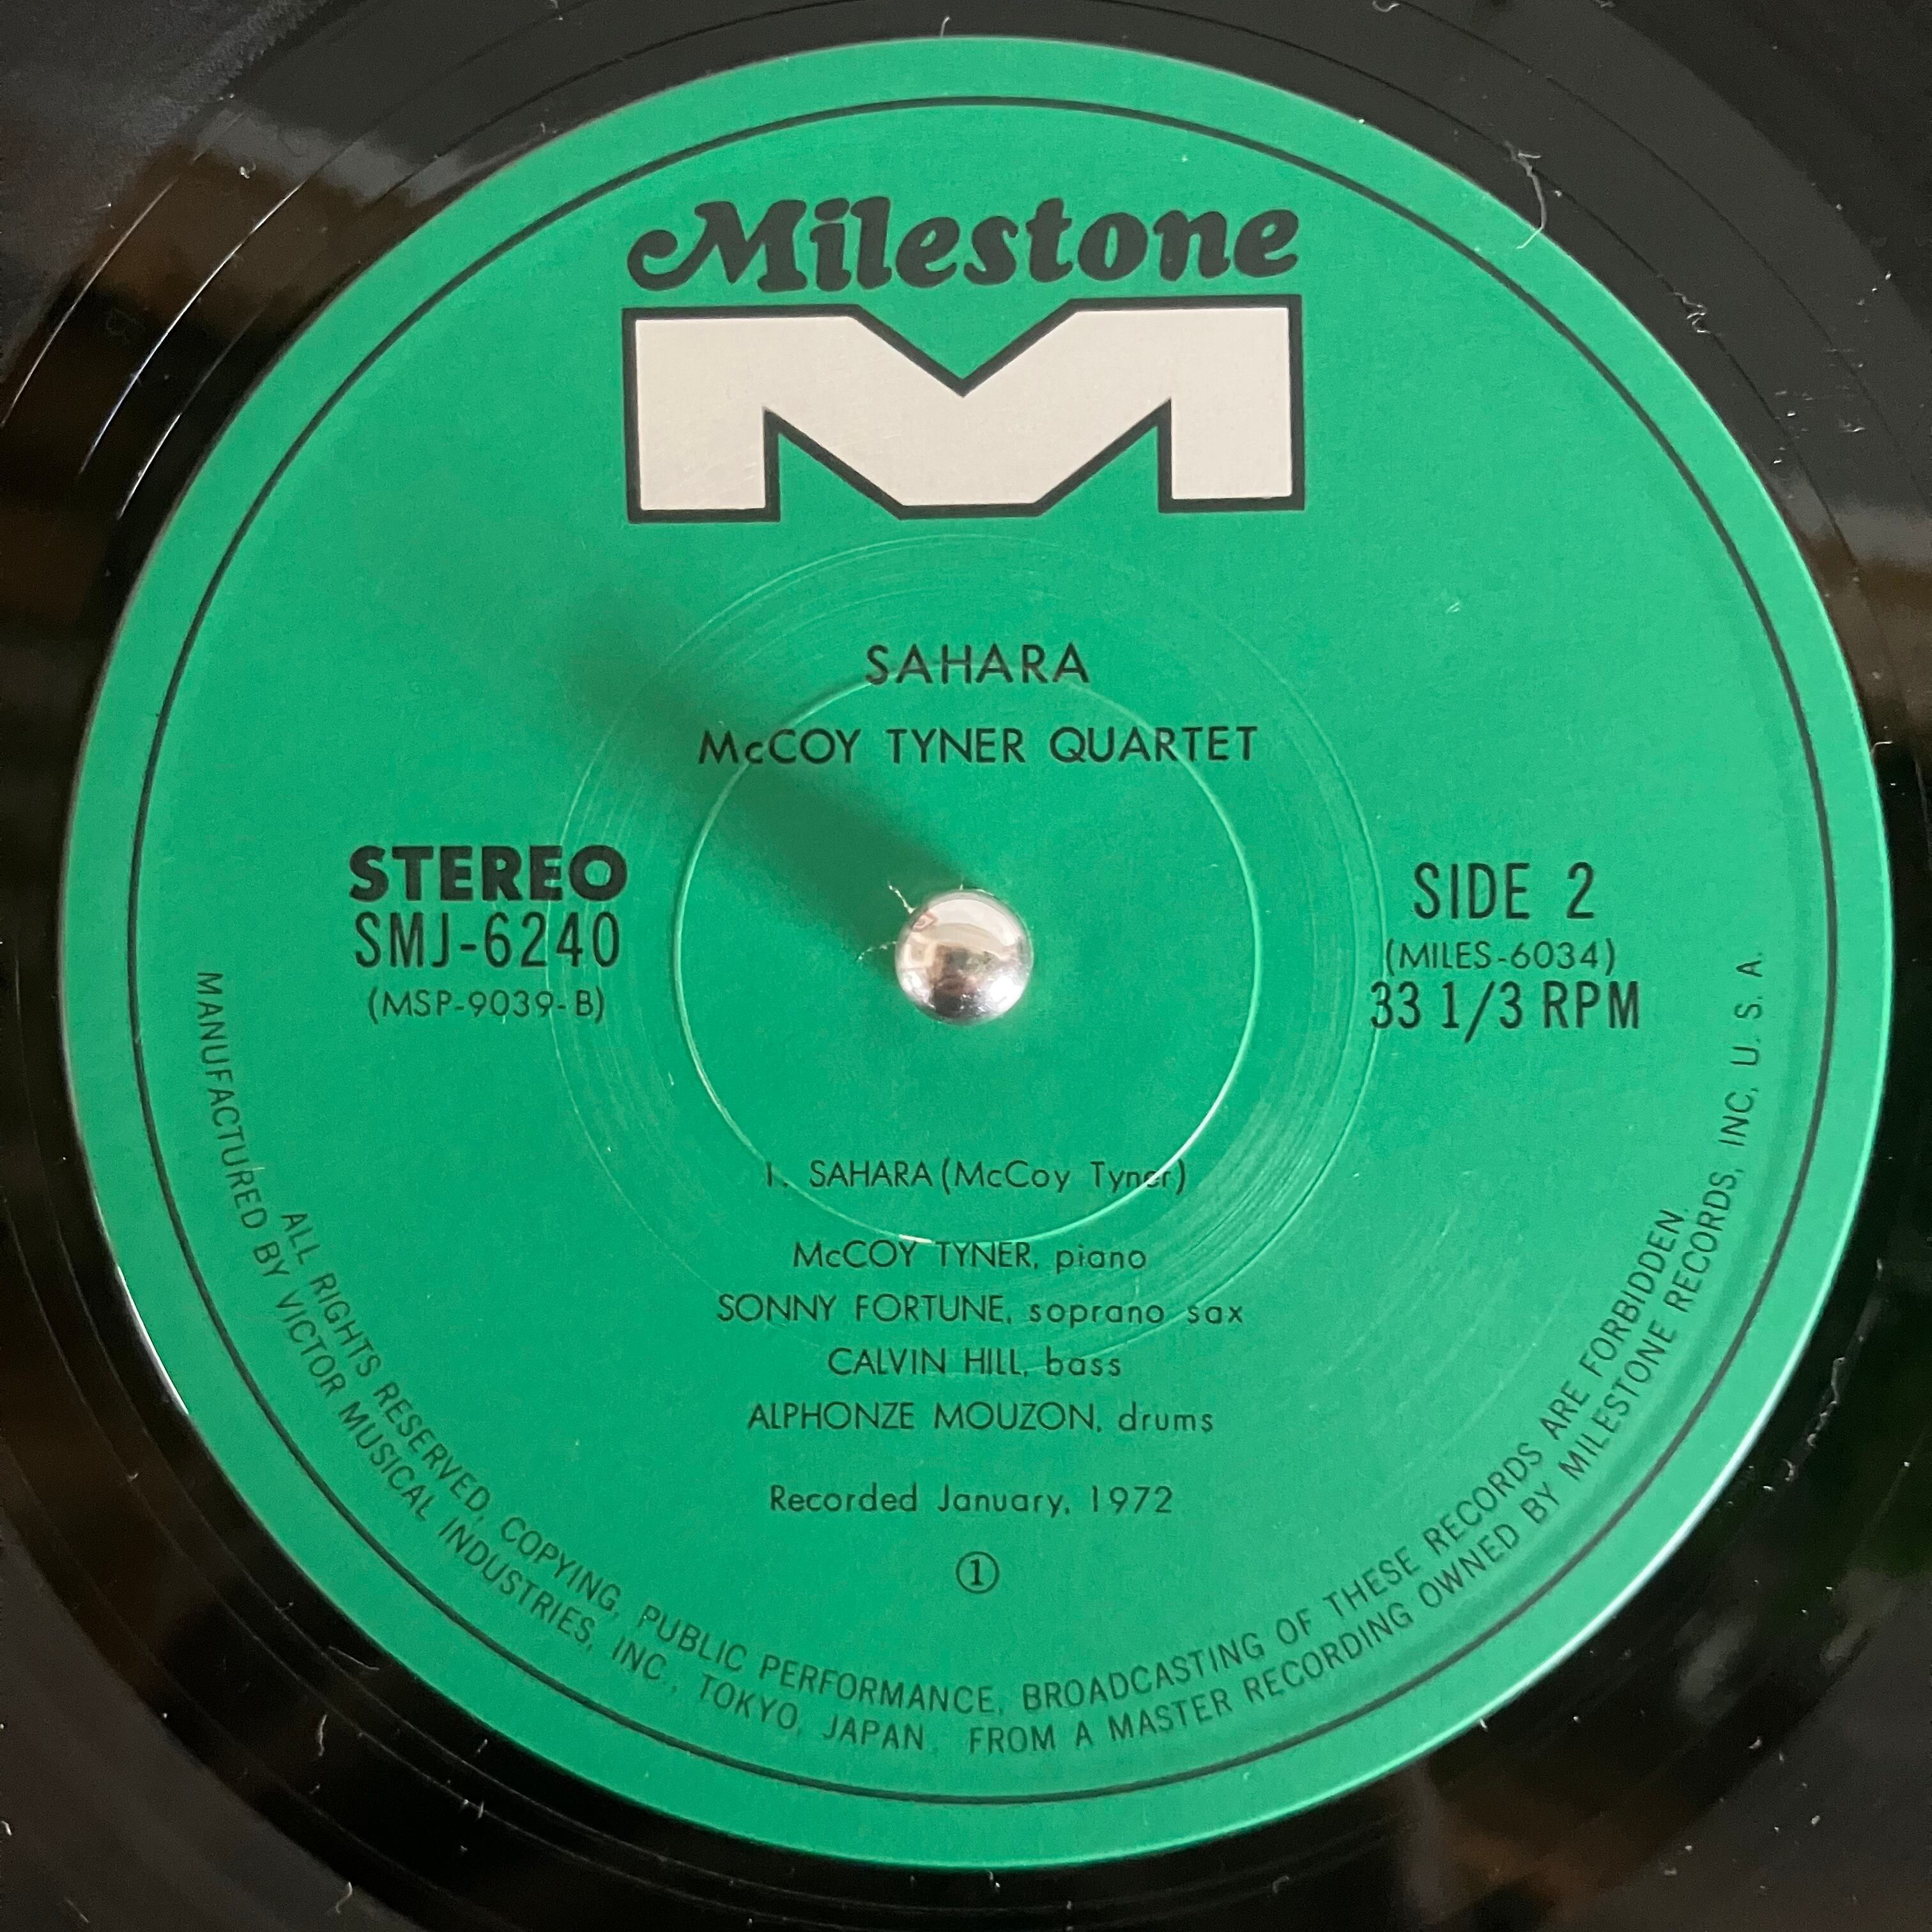 Milestone
M
SAHARA
McCOY TYNER QUARTET
STEREO
SMJ-6240
(MSP-9039-B)
SIDE 2
(MILES-6034)
33 1/3 RPM
1. SAHARA (McCoy Tyner)
McCOY TYNER, piano
SONNY FORTUNE, soprano sax
CALVIN HILL, bass
ALPHONZE MOUZON, drums
Recorded January, 1972
①
ALL RIGHTS RESERVED, COPYING, PUBLIC PERFORMANCE, BROADCASTING OF THESE RECORDS ARE FORBIDDEN.
MANUFACTURED BY VICTOR MUSICAL INDUSTRIES, INC., TOKYO, JAPAN. FROM A MASTER RECORDING OWNED BY MILESTONE RECORDS, INC, U. S. A.